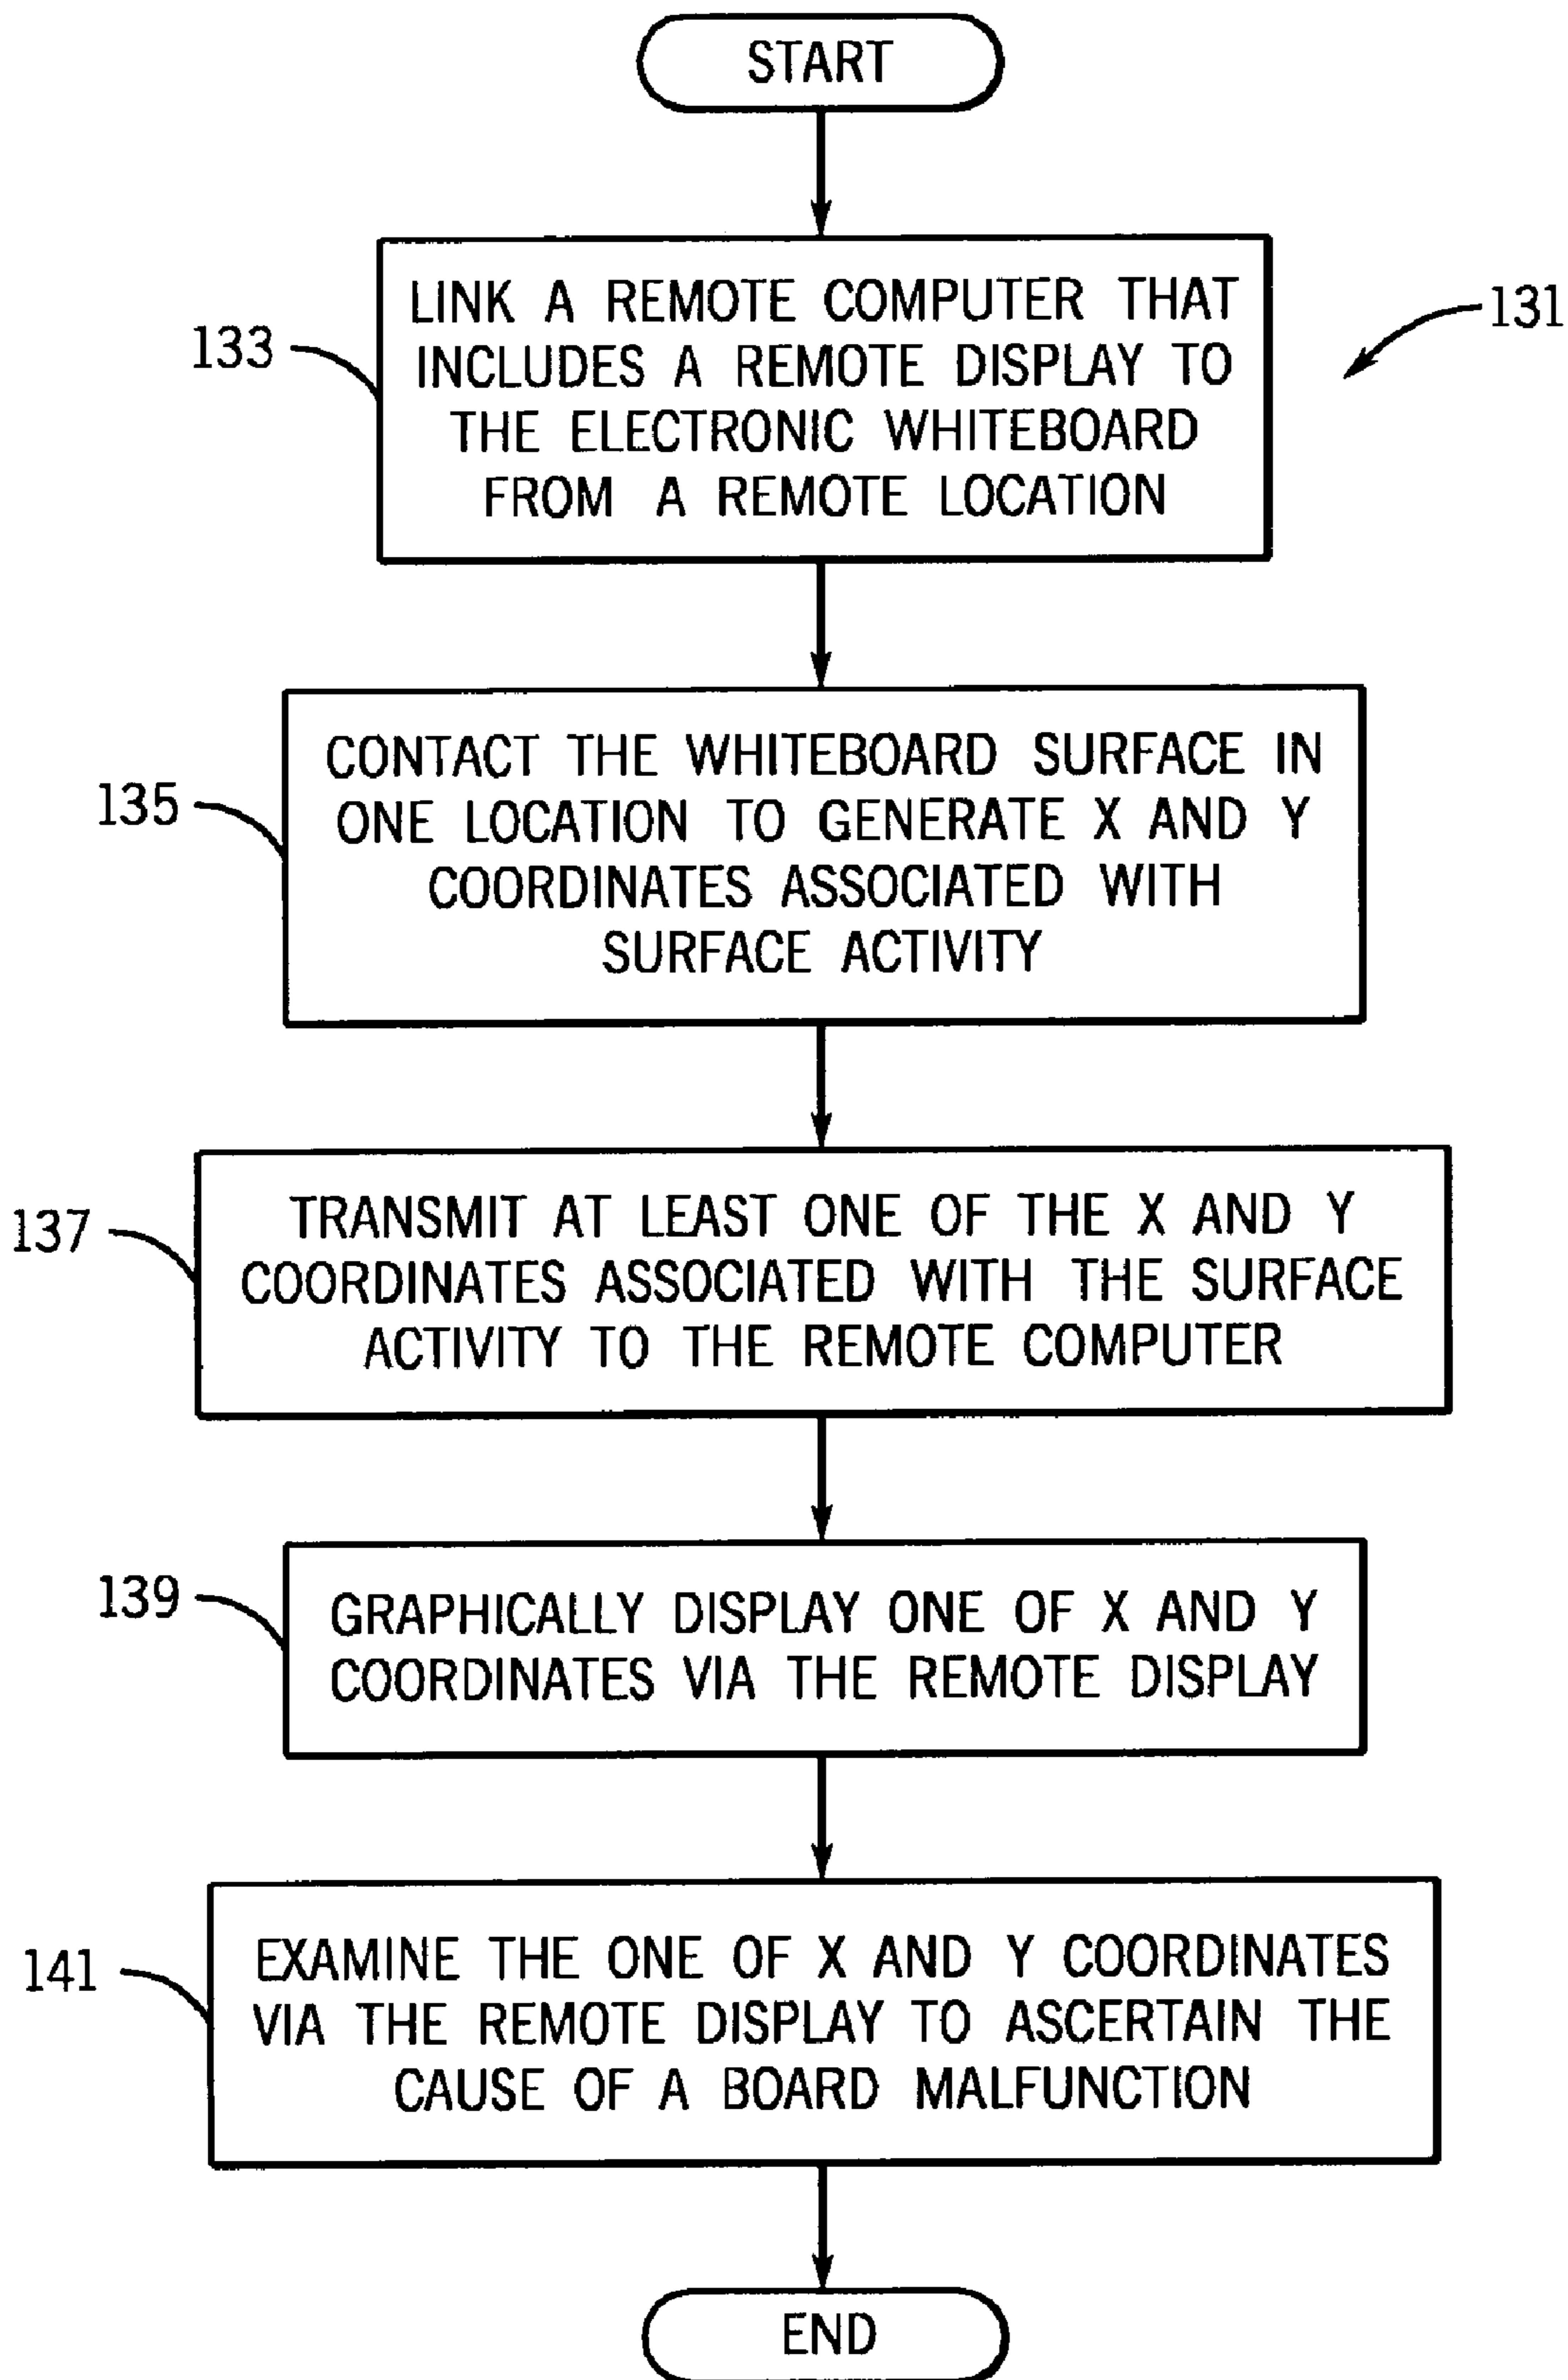 START
131
133
LINK A REMOTE COMPUTER THAT
INCLUDES A REMOTE DISPLAY TO
THE ELECTRONIC WHITEBOARD
FROM A REMOTE LOCATION
135
CONTACT THE WHITEBOARD SURFACE IN
ONE LOCATION TO GENERATE X AND Y
COORDINATES ASSOCIATED WITH
SURFACE ACTIVITY
137
TRANSMIT AT LEAST ONE OF THE X AND Y
COORDINATES ASSOCIATED WITH THE SURFACE
ACTIVITY TO THE REMOTE COMPUTER
139
GRAPHICALLY DISPLAY ONE OF X AND Y
COORDINATES VIA THE REMOTE DISPLAY
141
EXAMINE THE ONE OF X AND Y COORDINATES
VIA THE REMOTE DISPLAY TO ASCERTAIN THE
CAUSE OF A BOARD MALFUNCTION
END